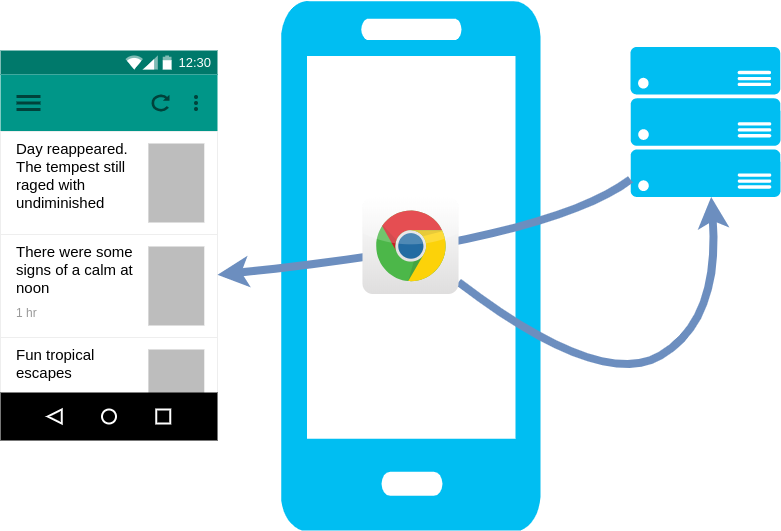 12:30
Day reappeared.
The tempest still
raged with
undiminished
There were some
signs of a calm at
noon
1 hr
Fun tropical
escapes